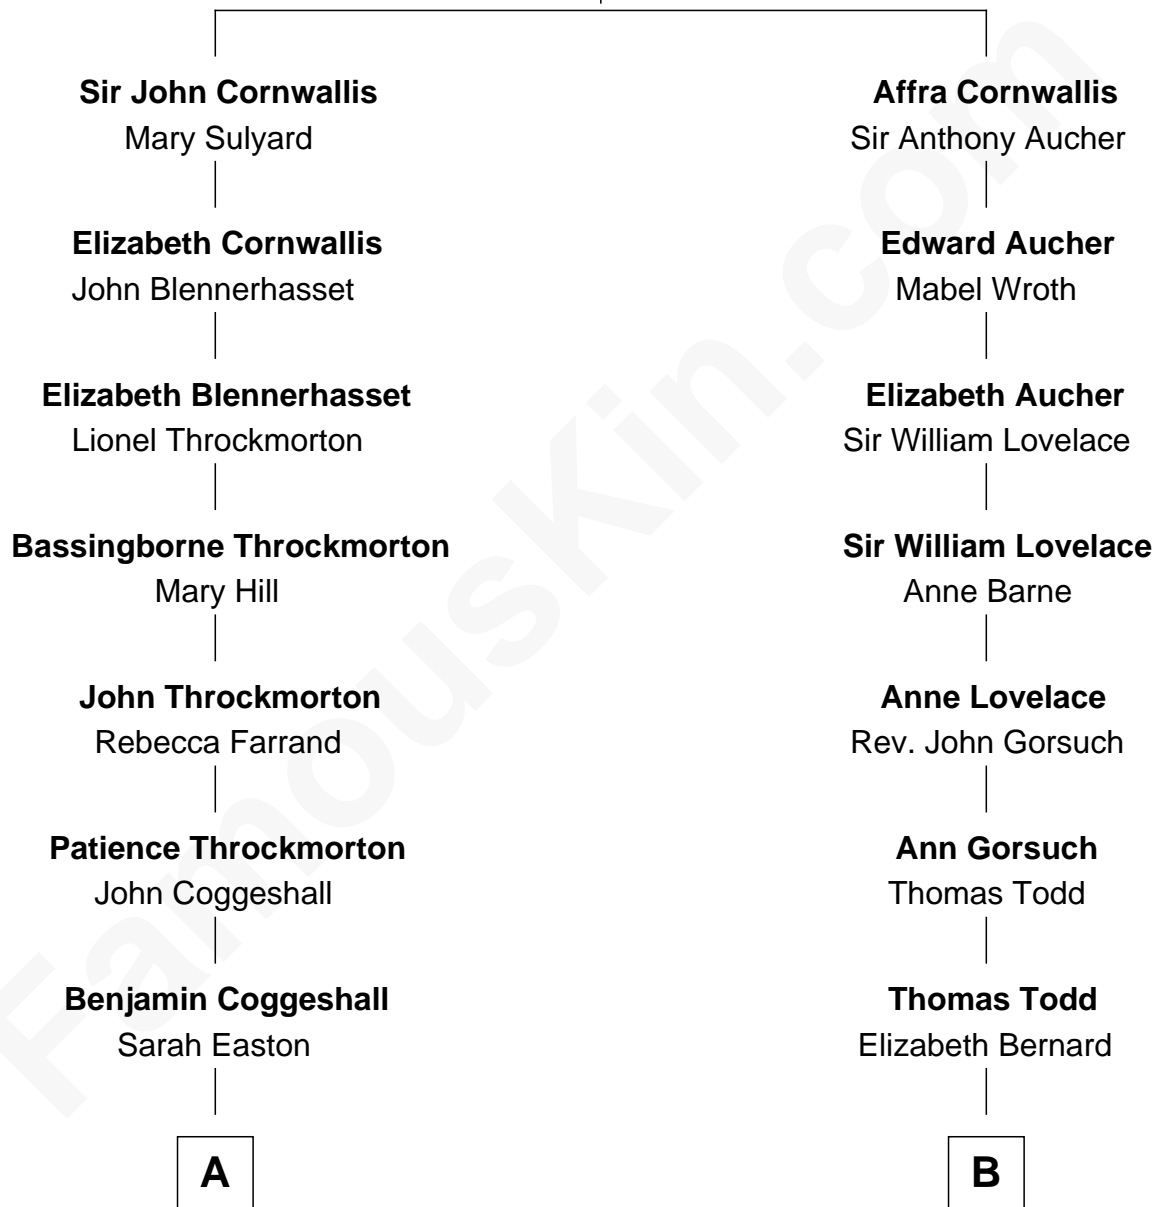 Sir John Cornwallis
Mary Sulyard
Elizabeth Cornwallis
John Blennerhasset
Elizabeth Blennerhasset
Lionel Throckmorton
Bassingborne Throckmorton
Mary Hill
John Throckmorton
Rebecca Farrand
Patience Throckmorton
John Coggeshall
Benjamin Coggeshall
Sarah Easton
A
Affra Cornwallis
Sir Anthony Aucher
Edward Aucher
Mabel Wroth
Elizabeth Aucher
Sir William Lovelace
Sir William Lovelace
Anne Barne
Anne Lovelace
Rev. John Gorsuch
Ann Gorsuch
Thomas Todd
Thomas Todd
Elizabeth Bernard
B
FamousKin.com